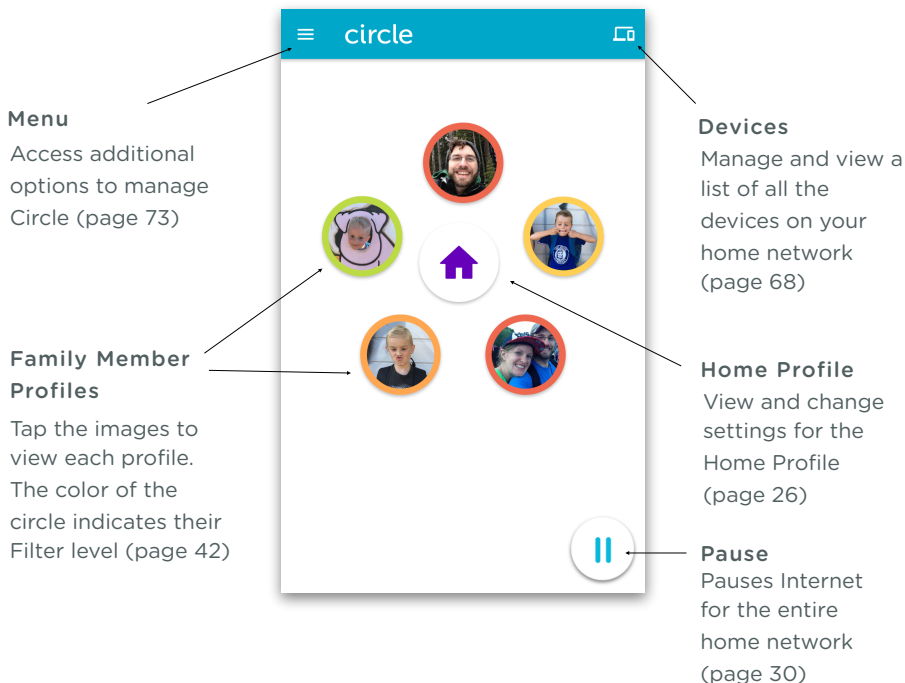 circle
Menu
Access additional
options to manage
Circle (page 73)
Family Member
Profiles
Tap the images to
view each profile.
The color of the
circle indicates their
Filter level (page 42)
Devices
Manage and view a
list of all the
devices on your
home network
(page 68)
Home Profile
View and change
settings for the
Home Profile
(page 26)
Pause
Pauses Internet
for the entire
home network
(page 30)